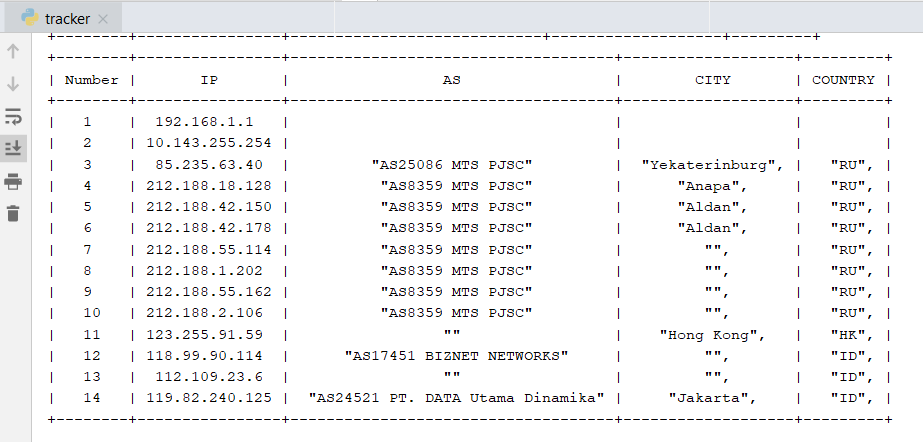 tracker
+--------+----------------+-----------------------------+-------------------+---------+
+--------+----------------+------------------------------------+-------------------+---------+
| Number |       IP       |                 AS                 |        CITY       | COUNTRY |
+--------+----------------+------------------------------------+-------------------+---------+
|   1    |  192.168.1.1   |                                    |                   |         |
|   2    | 10.143.255.254 |                                    |                   |         |
|   3    |  85.235.63.40  |         "AS25086 MTS PJSC"         | "Yekaterinburg",  |  "RU",  |
|   4    | 212.188.18.128 |         "AS8359 MTS PJSC"          |      "Anapa",     |  "RU",  |
|   5    | 212.188.42.150 |         "AS8359 MTS PJSC"          |      "Aldan",     |  "RU",  |
|   6    | 212.188.42.178 |         "AS8359 MTS PJSC"          |      "Aldan",     |  "RU",  |
|   7    | 212.188.55.114 |         "AS8359 MTS PJSC"          |        "",        |  "RU",  |
|   8    | 212.188.1.202  |         "AS8359 MTS PJSC"          |        "",        |  "RU",  |
|   9    | 212.188.55.162 |         "AS8359 MTS PJSC"          |        "",        |  "RU",  |
|   10   | 212.188.2.106  |         "AS8359 MTS PJSC"          |        "",        |  "RU",  |
|   11   | 123.255.91.59  |                 ""                 |    "Hong Kong",   |  "HK",  |
|   12   | 118.99.90.114  |     "AS17451 BIZNET NETWORKS"      |        "",        |  "ID",  |
|   13   |  112.109.23.6  |                 ""                 |        "",        |  "ID",  |
|   14   | 119.82.240.125 | "AS24521 PT. DATA Utama Dinamika"  |     "Jakarta",    |  "ID",  |
+--------+----------------+------------------------------------+-------------------+---------+